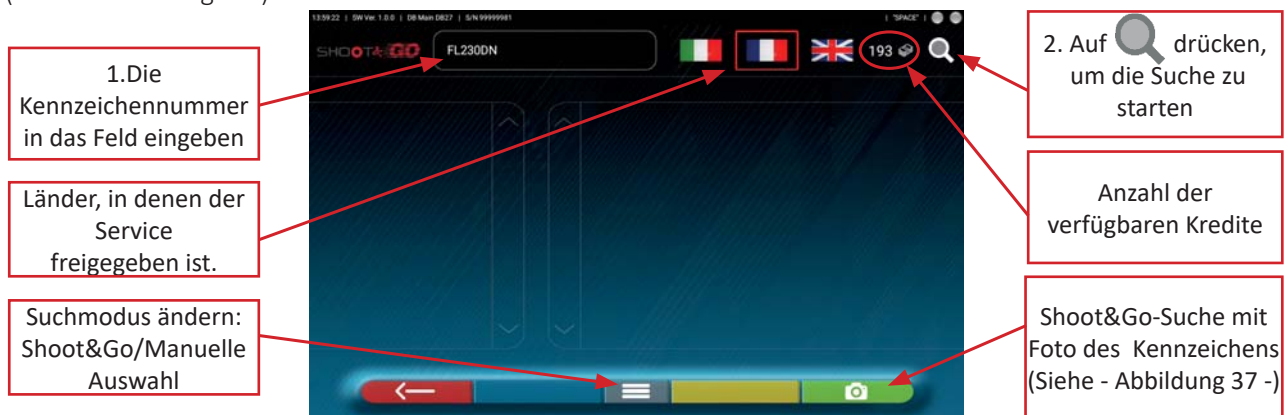 13:59:22 | SW Ver. 1.0.0 | DB Main DB27 | S/N 99999981
| "SPACE" |
SHOOT& GO
FL230DN
193
1.Die
Kennzeichennummer
in das Feld eingeben
Länder, in denen der
Service
freigegeben ist.
Suchmodus ändern:
Shoot&Go/Manuelle
Auswahl
2. Auf drücken,
um die Suche zu
starten
Anzahl der
verfügbaren Kredite
Shoot&Go-Suche mit
Foto des Kennzeichens
(Siehe - Abbildung 37 -)